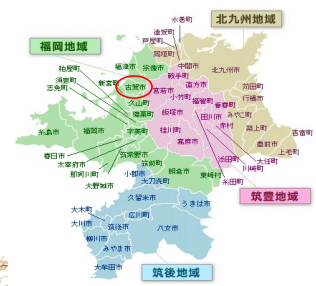 水巻町
北九州地域
遠賀町
芦屋町
岡垣町
福岡地域
中間市
北九州市
福津市
宗像市
鞍手町
粕屋町
新宮町
古賀市
宮若市
直方市
苅田町
須恵町
小竹町
行橋市
志免町
久山町
福智町
香春町
みやこ町
篠栗町
飯塚市
田川市
築上町
吉富町
糸島市
福岡市
宇美町
赤村
豊前市
桂川町
上毛町
嘉麻市
春日市
筑紫野市
大任町
太宰府市
筑前町
川崎町
那珂川町
朝倉市
糸田町
小郡市
東峰村
大野城市
大刀洗町
筑豊地域
久留米市
うきは市
大木町
広川町
大川市
筑後市
八女市
柳川市
みやま市
大牟田市
筑後地域